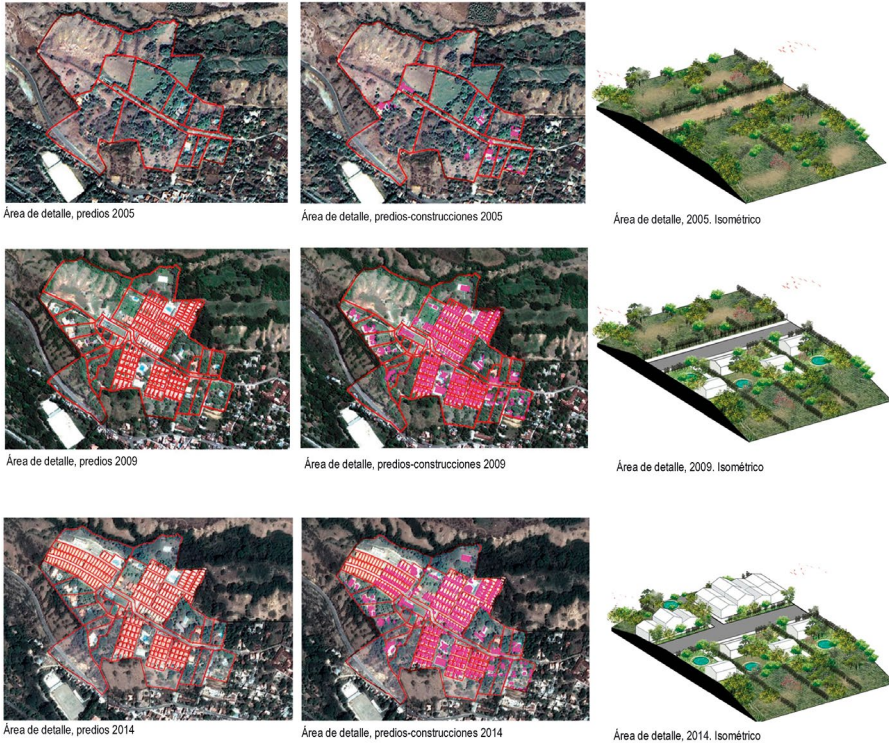 Área de detalle, predios 2005
Área de detalle, predios-construcciones 2005
Área de detalle, 2005. Isométrico
Área de detalle, predios 2009
Área de detalle, predios-construcciones 2009
Área de detalle, 2009. Isométrico
Área de detalle, predios 2014
Área de detalle, predios-construcciones 2014
Área de detalle, 2014. Isométrico